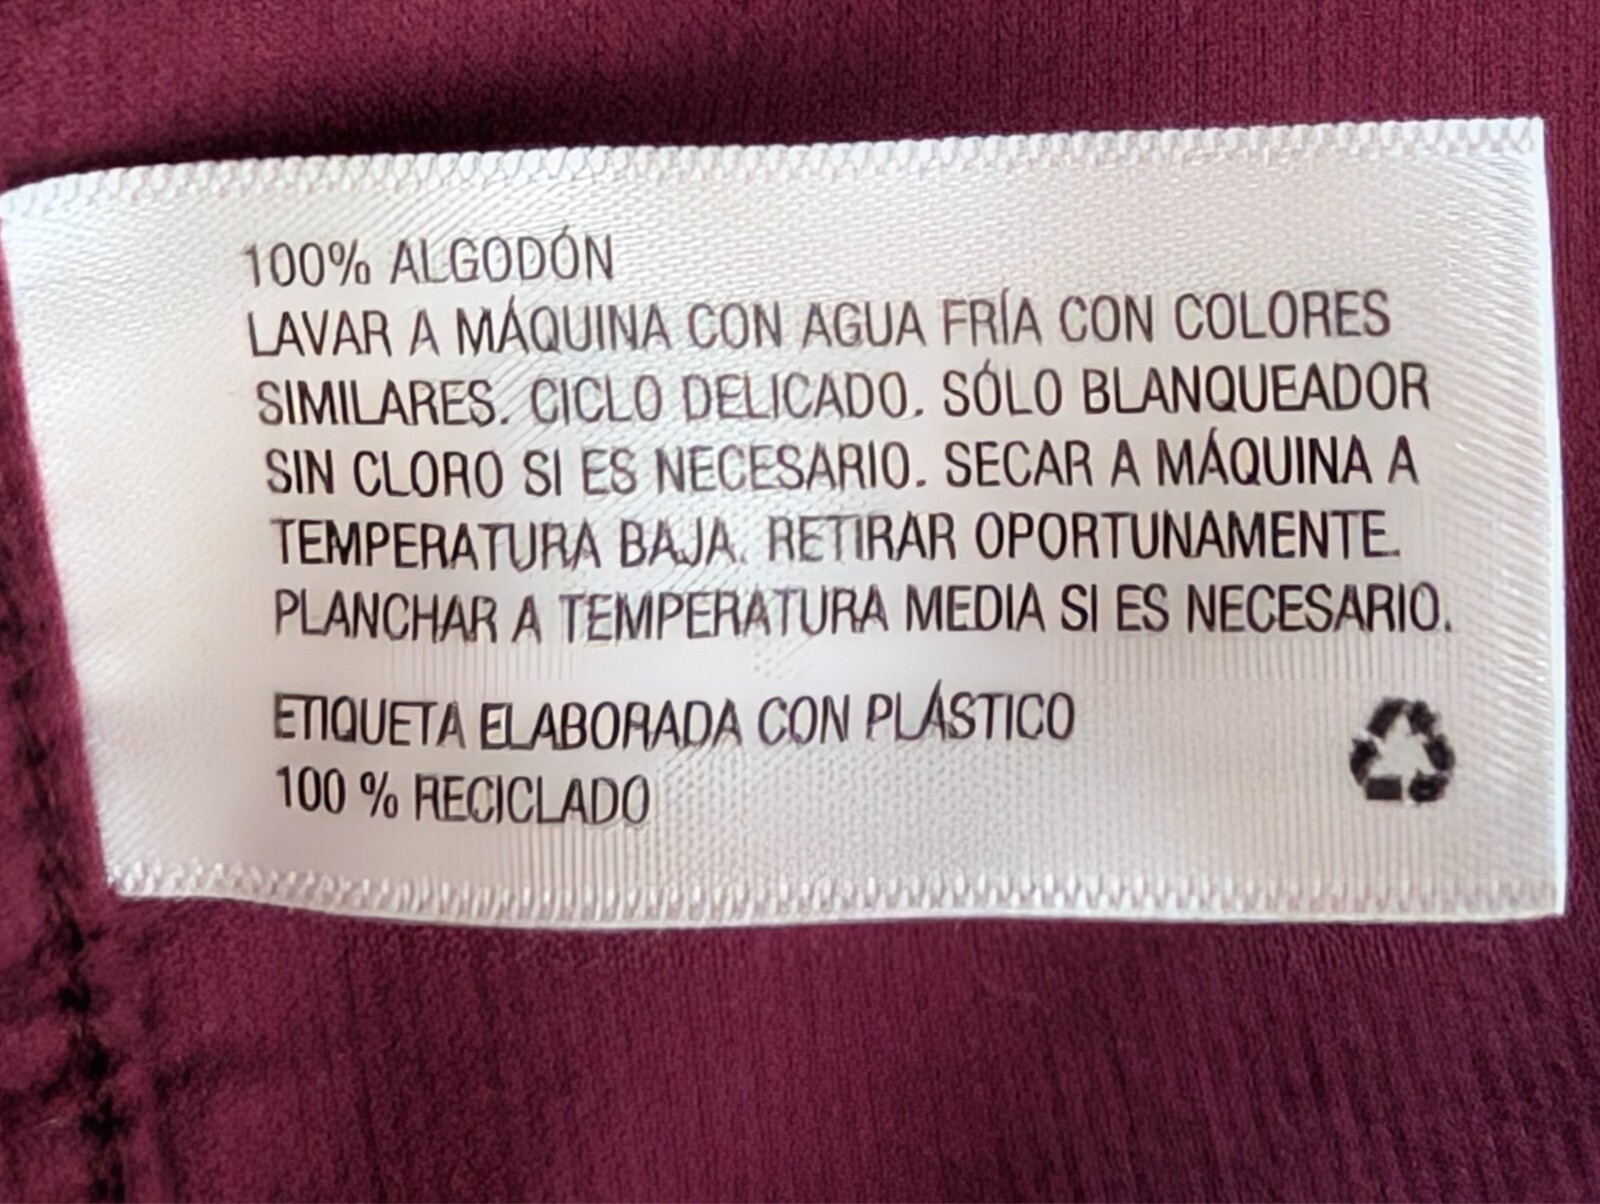 100% ALGODÓN
LAVAR A MÁQUINA CON AGUA FRÍA CON COLORES
SIMILARES. CICLO DELICADO. SÓLO BLANQUEADOR
SIN CLORO SI ES NECESARIO. SECAR A MÁQUINA A
TEMPERATURA BAJA. RETIRAR OPORTUNAMENTE.
PLANCHAR A TEMPERATURA MEDIA SI ES NECESARIO.
ETIQUETA ELABORADA CON PLÁSTICO
100 % RECICLADO